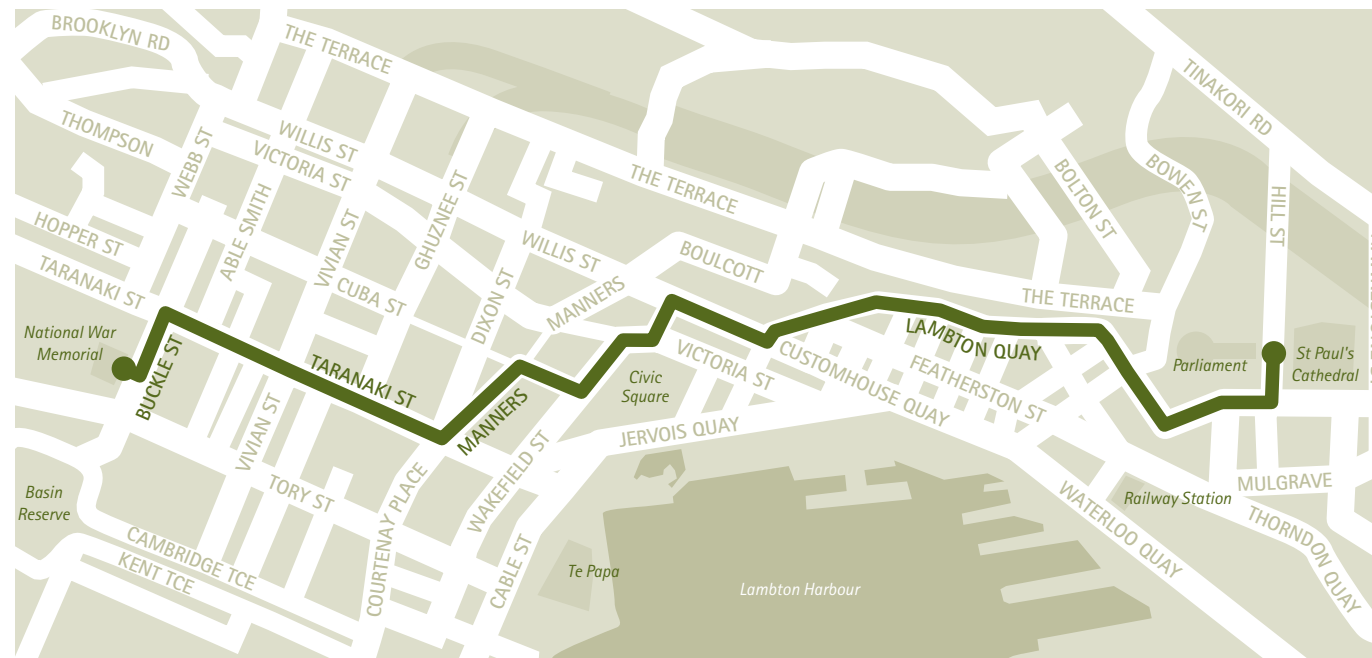 BROOKLYN RD
THE TERRACE
TINAKORI RD
THOMPSON
WILLIS ST
VICTORIA ST
WEBB ST
ABLE SMITH
VIVIAN ST
GHUZNEE ST
THE TERRACE
BOLTON ST
BOWEN ST
HILL ST
HOPPER ST
TARANAKI ST
CUBA ST
DIXON ST
WILLIS ST
MANNERS
BOULCOTT
THE TERRACE
National War
Memorial
BUCKLE ST
TARANAKI ST
MANNERS
Civic
Square
VICTORIA ST
CUSTOMHOUSE QUAY
LAMBTON QUAY
FEATHERSTON ST
Parliament
St Paul's
Cathedral
VIVIAN ST
JERVOIS QUAY
Basin
Reserve
TORY ST
COURTENAY PLACE
WAKEFIELD ST
CABLE ST
CAMBRIDGE TCE
KENT TCE
Te Papa
Lambton Harbour
WATERLOO QUAY
Railway Station
MULGRAVE
THORNDON QUAY